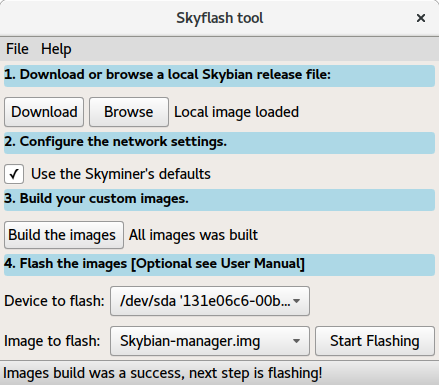 Skyflash tool
File Help
1. Download or browse a local Skybian release file:
Download Browse Local image loaded
2. Configure the network settings.
Use the Skyminer's defaults
3. Build your custom images.
Build the images All images was built
4. Flash the images [Optional see User Manual]
Device to flash: /dev/sda '131e06c6-00b...
Image to flash: Skybian-manager.img Start Flashing
Images build was a success, next step is flashing!